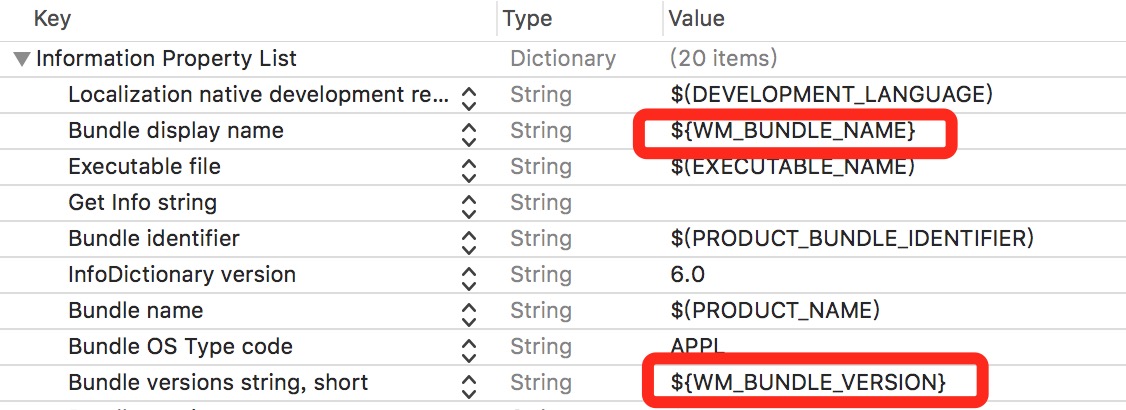 Key Type Value
Information Property List Dictionary (20 items)
Localization native development re... String $(DEVELOPMENT_LANGUAGE)
Bundle display name String ${WM_BUNDLE_NAME}
Executable file String $(EXECUTABLE_NAME)
Get Info string String
Bundle identifier String $(PRODUCT_BUNDLE_IDENTIFIER)
InfoDictionary version String 6.0
Bundle name String $(PRODUCT_NAME)
Bundle OS Type code String APPL
Bundle versions string, short String ${WM_BUNDLE_VERSION}